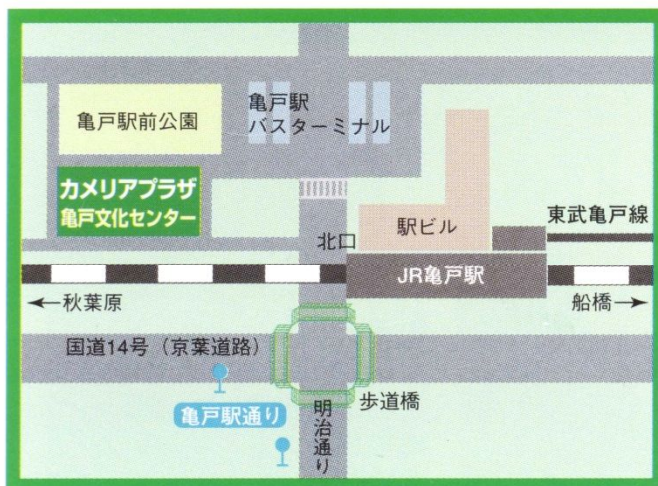 亀戸駅
バスターミナル
亀戸駅前公園
カメリアプラザ
亀戸文化センター
北口
駅ビル
東武亀戸線
JR亀戸駅
←秋葉原
船橋→
国道14号（京葉道路）
亀戸駅通り
歩道橋
明治通り